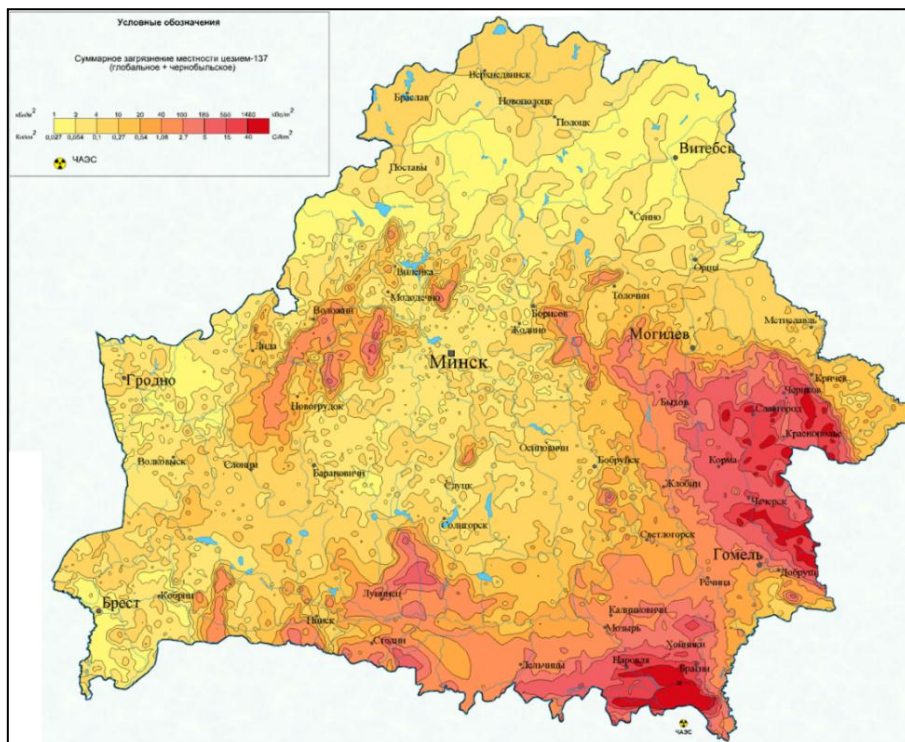 Условные обозначения
Суммарное загрязнение местности цезием-137
(глобальное + чернобыльское)
1 2 4 10 20 40 100 185 555 1480
0,027 0,054 0,1 0,27 0,54 1,08 2,7 5 15 40
ЧАЭС
Верхнедвинск
Браслав
Новополоцк
Полоцк
Витебск
Поставы
Сенно
Орша
Вилейка
Молодечно
Толочин
Борисов
Воложин
Жодино
Мстиславль
Могилев
Лида
Минск
Гродно
Кричев
Чериков
Новогрудок
Быхов
Славгород
Краснополье
Осиповичи
Волковыск
Слоним
Барановичи
Бобруйск
Корма
Слуцк
Жлобин
Чечерск
Солигорск
Светлогорск
Гомель
Добруш
Речица
Кобрин
Брест
Лунинец
Пинск
Калинковичи
Мозырь
Столин
Хойники
Лельчицы
Наровля
Брагин
ЧАЭС